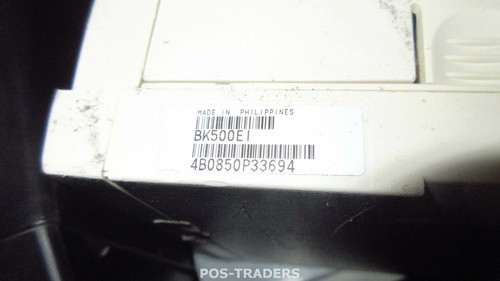 MADE IN PHILIPPINES
BK500EI
4B0850P33694
POS-TRADERS